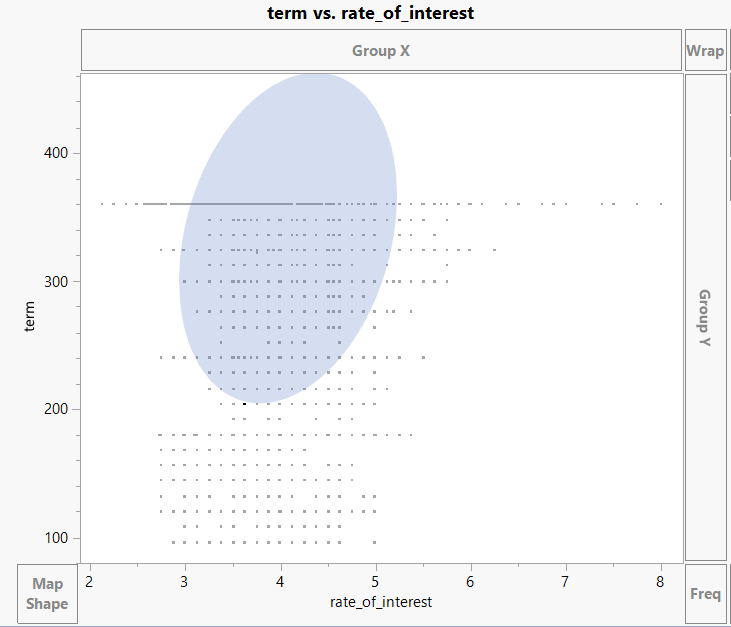 term vs. rate_of_interest
Group X
Wrap
400
300
200
100
term
Group Y
Map
Shape
2 3 4 5 6 7 8
rate_of_interest
Freq